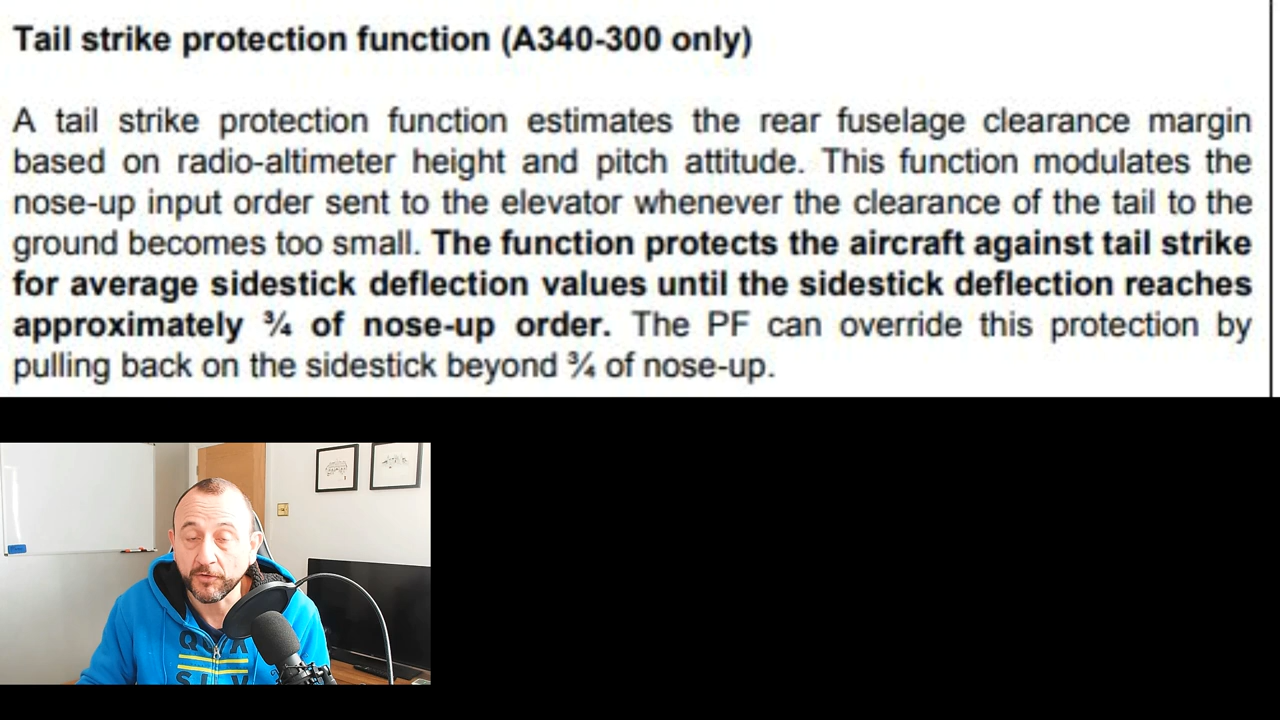 Tail strike protection function (A340-300 only)
A tail strike protection function estimates the rear fuselage clearance margin
based on radio-altimeter height and pitch attitude. This function modulates the
nose-up input order sent to the elevator whenever the clearance of the tail to the
ground becomes too small. The function protects the aircraft against tail strike
for average sidestick deflection values until the sidestick deflection reaches
approximately ¾ of nose-up order. The PF can override this protection by
pulling back on the sidestick beyond ¾ of nose-up.